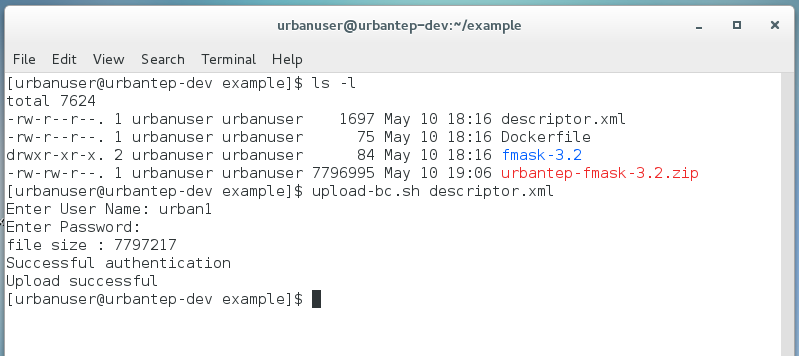 urbanuser@urbantep-dev:~/example
File Edit View Search Terminal Help
[urbanuser@urbantep-dev example]$ ls -l
total 7624
-rw-r--r--. 1 urbanuser urbanuser    1697 May 10 18:16 descriptor.xml
-rw-r--r--. 1 urbanuser urbanuser      75 May 10 18:16 Dockerfile
drwxr-xr-x. 2 urbanuser urbanuser      84 May 10 18:16 fmask-3.2
-rw-rw-r--. 1 urbanuser urbanuser 7796995 May 10 19:06 urbantep-fmask-3.2.zip
[urbanuser@urbantep-dev example]$ upload-bc.sh descriptor.xml
Enter User Name: urban1
Enter Password:
file size : 7797217
Successful authentication
Upload successful
[urbanuser@urbantep-dev example]$